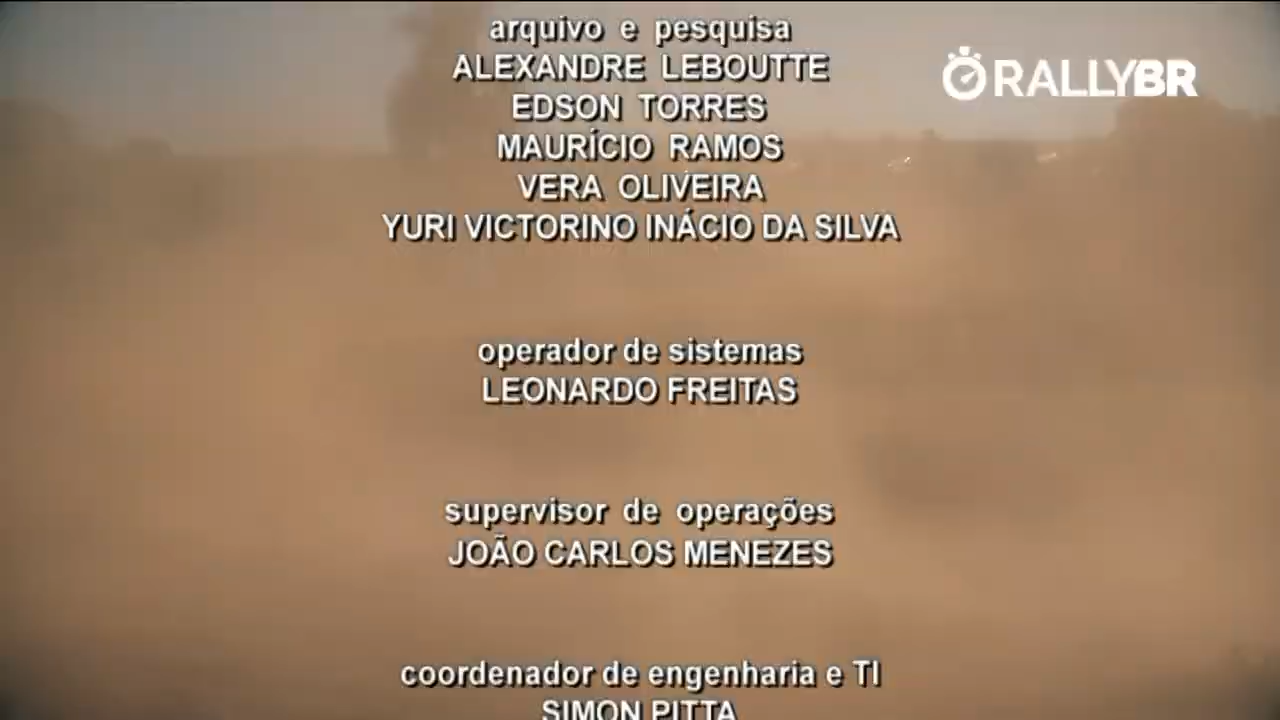 arquivo e pesquisa
ALEXANDRE LEBOUTTE
RALLYBR
EDSON TORRES
MAURÍCIO RAMOS
VERA OLIVEIRA
YURI VICTORINO INÁCIO DA SILVA
operador de sistemas
LEONARDO FREITAS
supervisor de operações
JOÃO CARLOS MENEZES
coordenador de engenharia e TI
SIMON PITTA